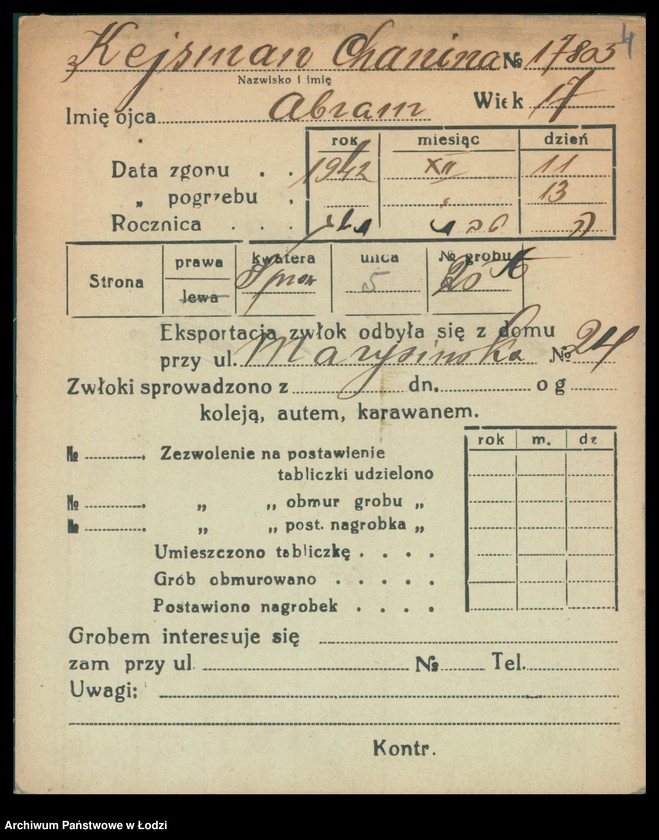 Kejsman Chanina № 17803
4
Nazwisko i imię
Imię ojca Abram Wiek 17
rok miesiąc dzień
Data zgonu . . 1942 XII 11
„ pogrzebu . „ 13
Rocznica . . .
Strona prawa lewa kwatera ulica № grobu
5
Eksportacja zwłok odbyła się z domu
przy ul. Marysińska № 24
Zwłoki sprowadzono z dn. o g
koleją, autem, karawanem.
rok m. dz
№ . Zezwolenie na postawienie
tabliczki udzielono
№ . „ „ obmur grobu „
№ . „ „ post. nagrobka „
Umieszczono tabliczkę . . . .
Grób obmurowano . . . . .
Postawiono nagrobek . . . .
Grobem interesuje się
zam przy ul. № Tel.
Uwagi:
Kontr.
Archiwum Państwowe w Łodzi